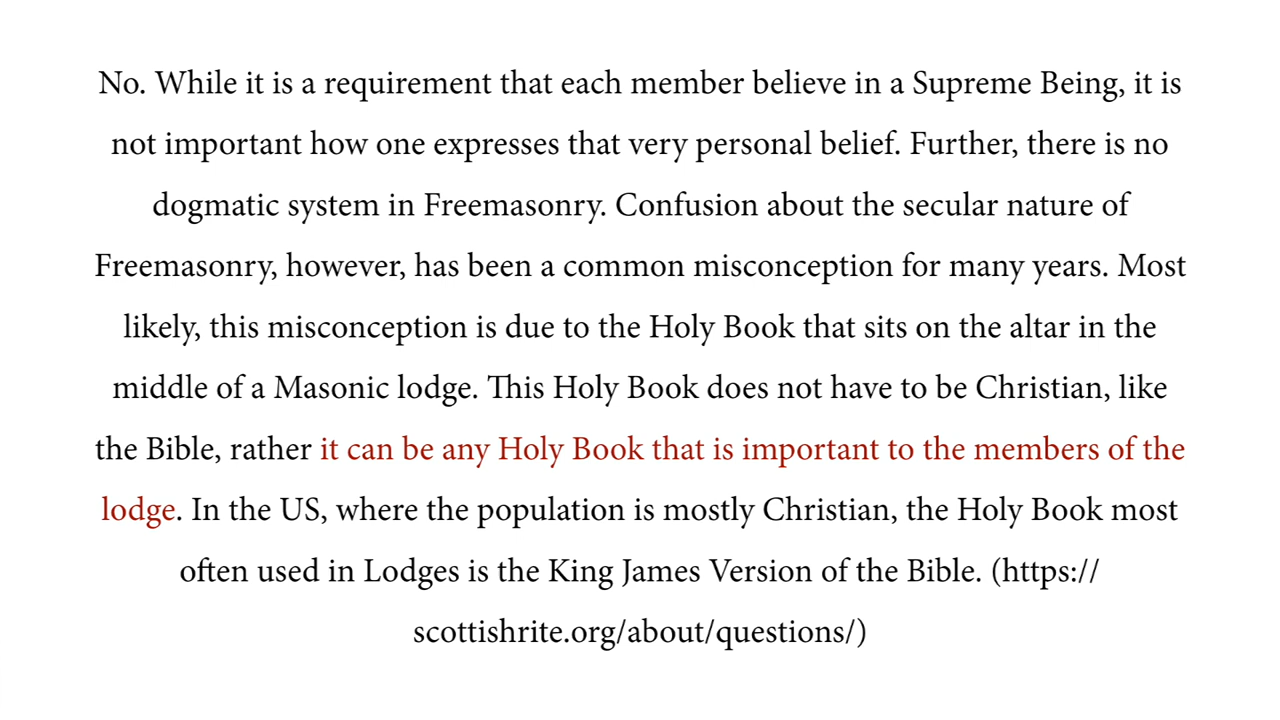 No. While it is a requirement that each member believe in a Supreme Being, it is
not important how one expresses that very personal belief. Further, there is no
dogmatic system in Freemasonry. Confusion about the secular nature of
Freemasonry, however, has been a common misconception for many years. Most
likely, this misconception is due to the Holy Book that sits on the altar in the
middle of a Masonic lodge. This Holy Book does not have to be Christian, like
the Bible, rather it can be any Holy Book that is important to the members of the
lodge. In the US, where the population is mostly Christian, the Holy Book most
often used in Lodges is the King James Version of the Bible. (https://
scottishrite.org/about/questions/)